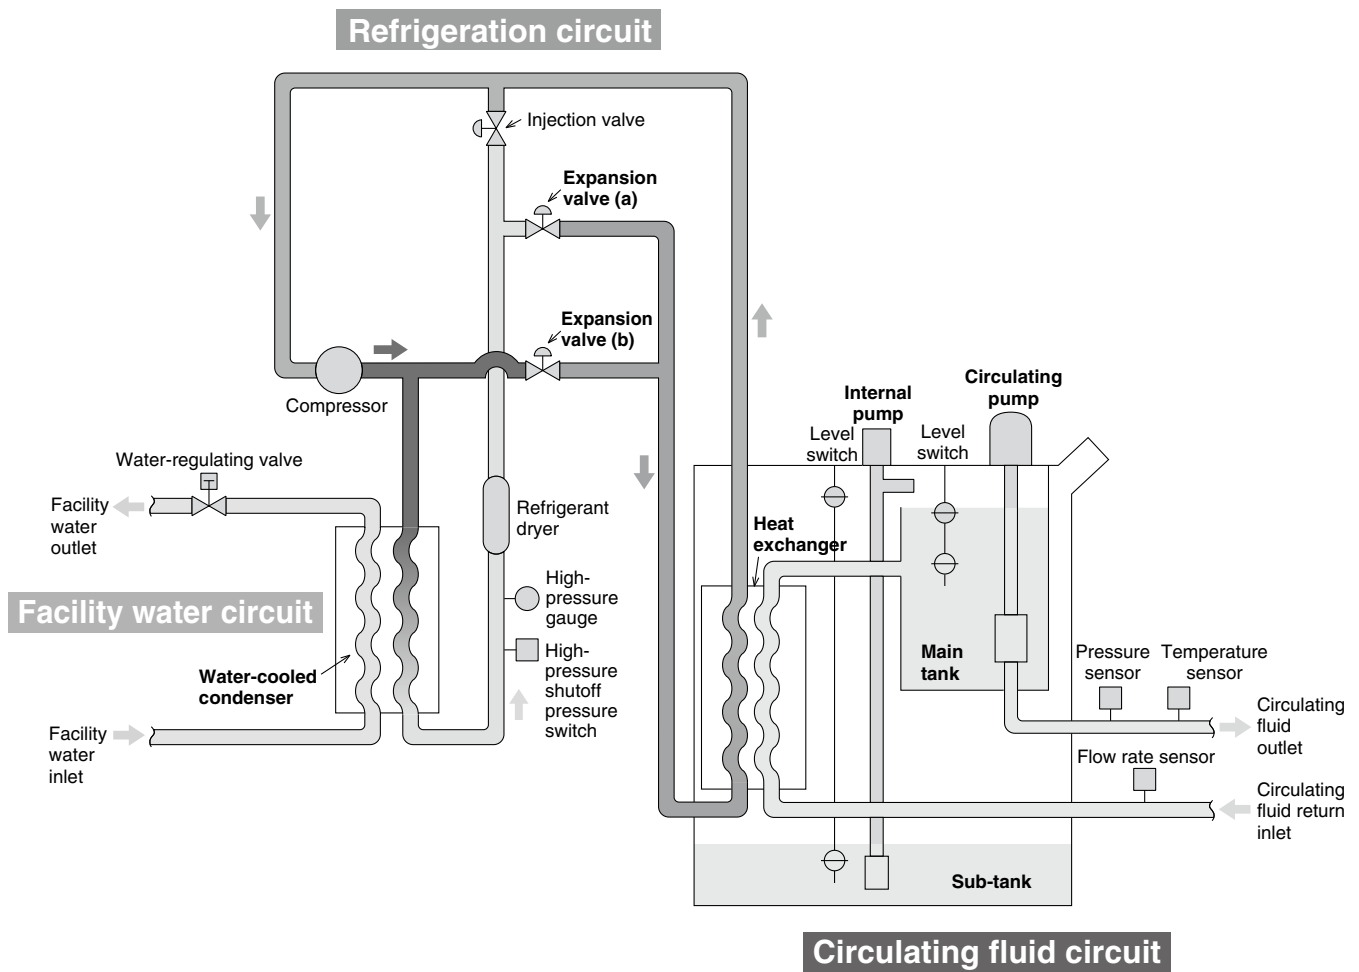 Refrigeration circuit
Injection valve
Expansion
valve (a)
Expansion
valve (b)
Compressor
Water-regulating valve
Facility
water
outlet
Refrigerant
dryer
High-
pressure
gauge
High-
pressure
shutoff
pressure
switch
Facility water circuit
Water-cooled
condenser
Facility
water
inlet
Internal
pump
Circulating
pump
Level
switch
Level
switch
Heat
exchanger
Main
tank
Pressure
sensor
Temperature
sensor
Circulating
fluid
outlet
Flow rate sensor
Circulating
fluid return
inlet
Sub-tank
Circulating fluid circuit